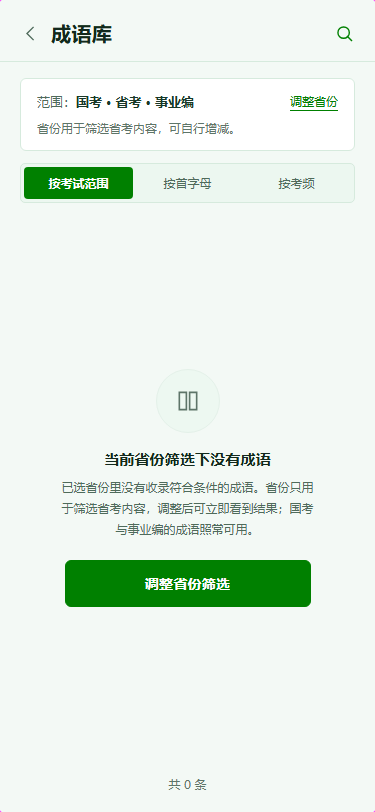 成语库
范围：国考 • 省考 • 事业编 调整省份
省份用于筛选省考内容，可自行增减。
按考试范围 按首字母 按考频
当前省份筛选下没有成语
已选省份里没有收录符合条件的成语。省份只用
于筛选省考内容，调整后可立即看到结果；国考
与事业编的成语照常可用。
调整省份筛选
共 0 条